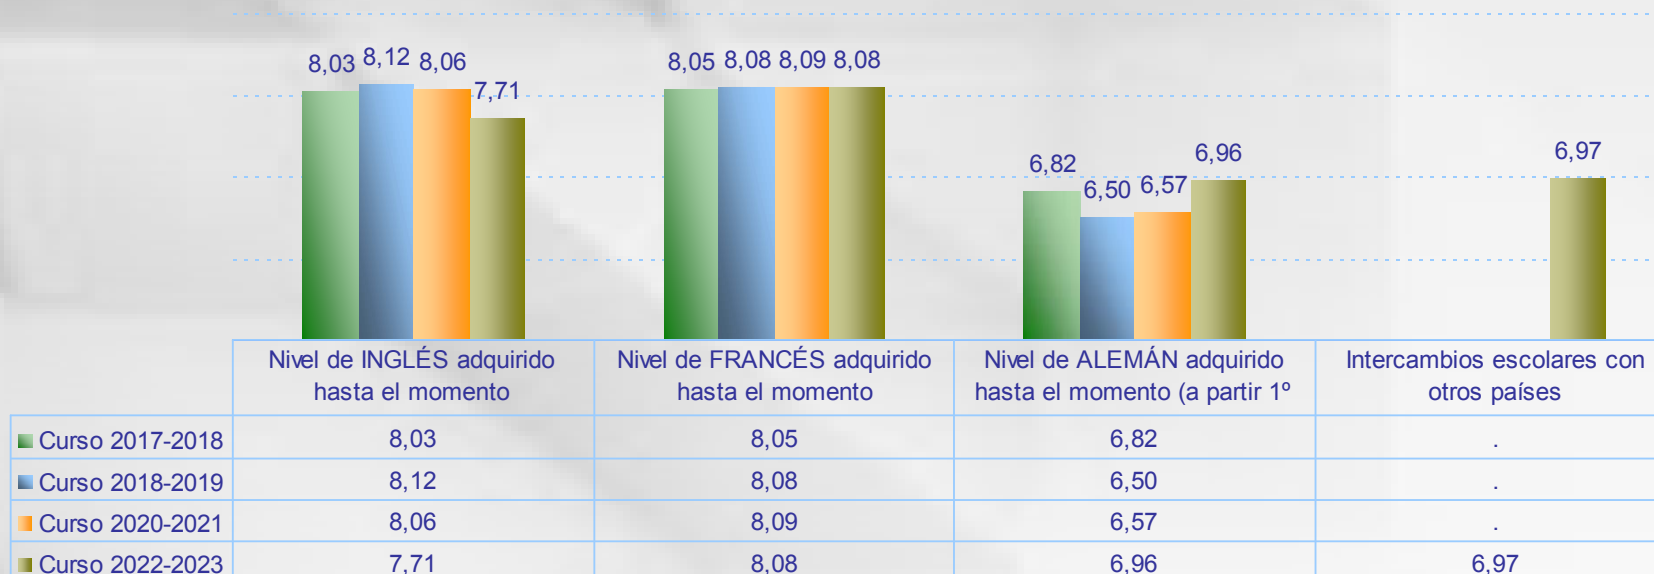 8,03 8,12 8,06 7,71
8,05 8,08 8,09 8,08
6,82 6,50 6,57 6,96
6,97
Nivel de INGLÉS adquirido
hasta el momento
Nivel de FRANCÉS adquirido
hasta el momento
Nivel de ALEMÁN adquirido
hasta el momento (a partir 1º
Intercambios escolares con
otros países
Curso 2017-2018 8,03 8,05 6,82 .
Curso 2018-2019 8,12 8,08 6,50 .
Curso 2020-2021 8,06 8,09 6,57 .
Curso 2022-2023 7,71 8,08 6,96 6,97